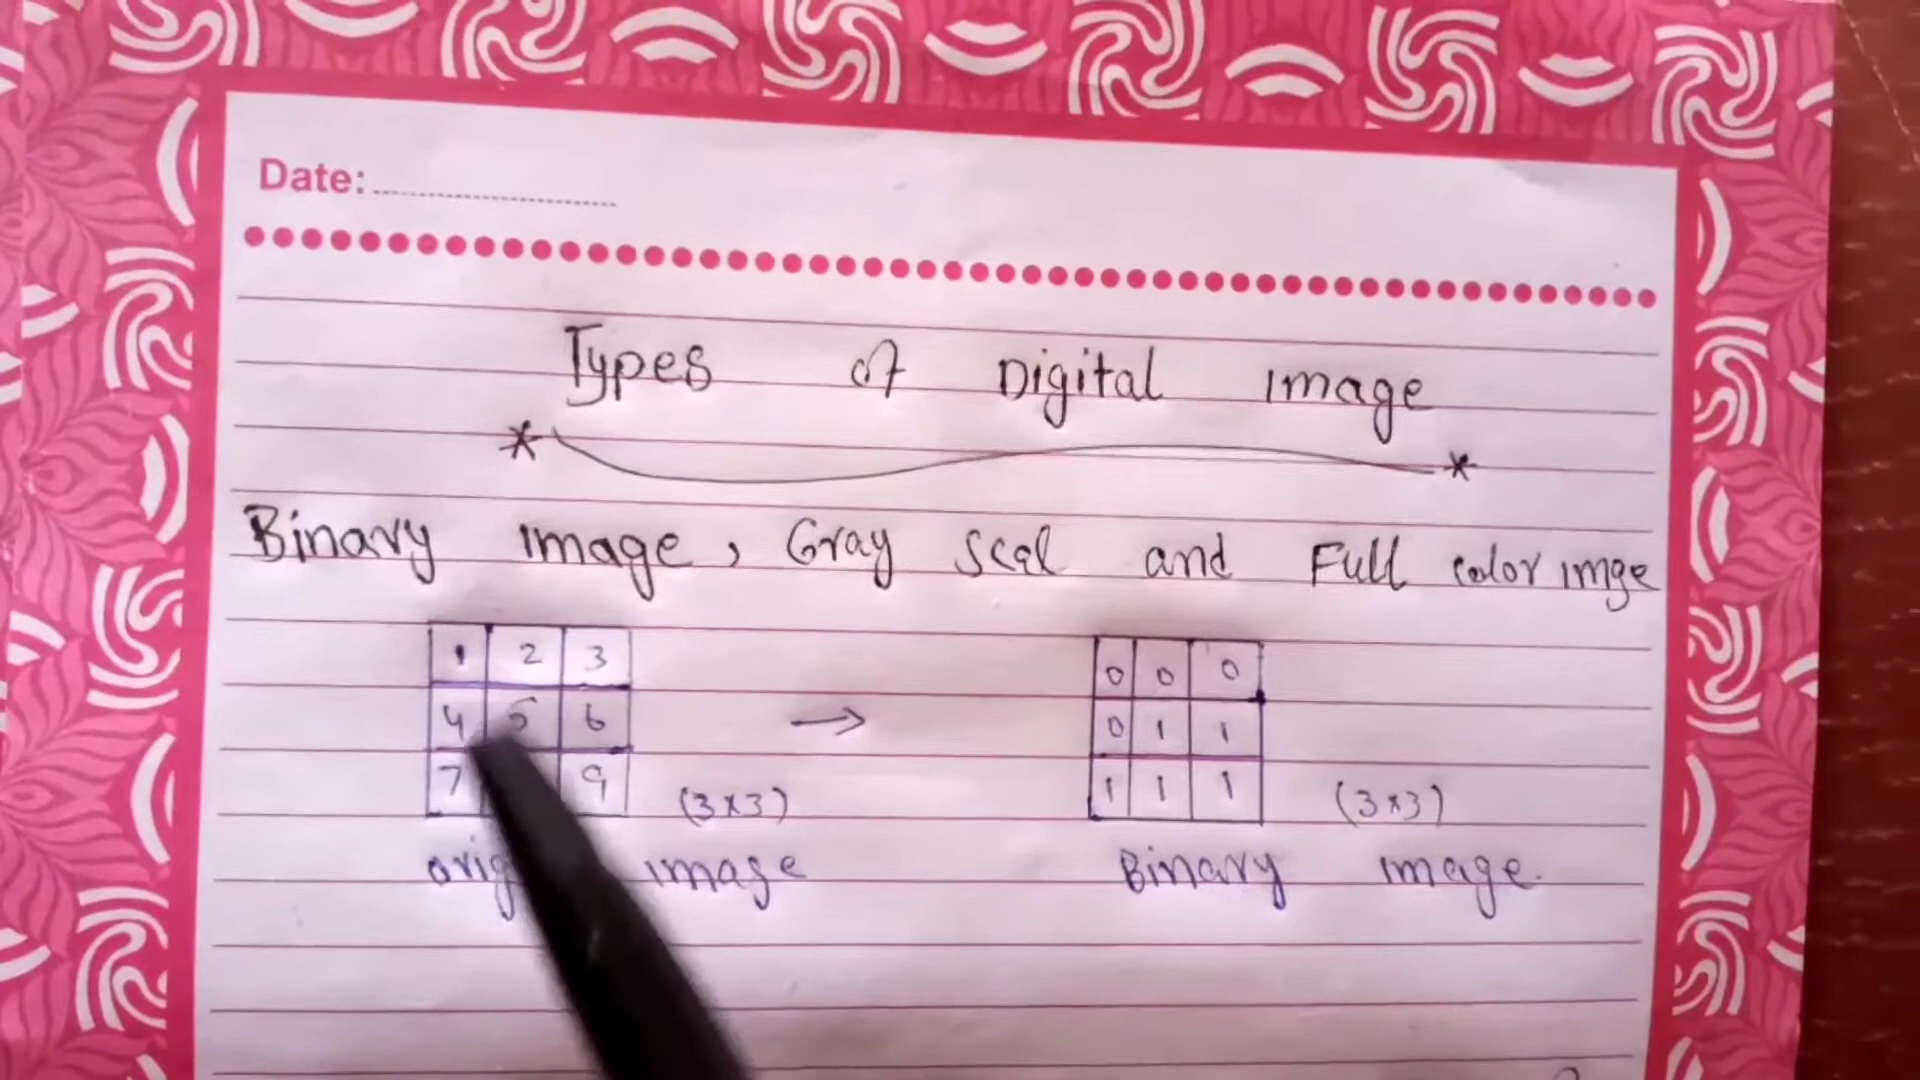 Date:
Types of Digital image
Binary image, Gray Scal and Full color imge
1 2 3
4 5 6
7 9
(3x3)
image
0 0 0
0 1 1
1 1 1
(3x3)
Binary image.